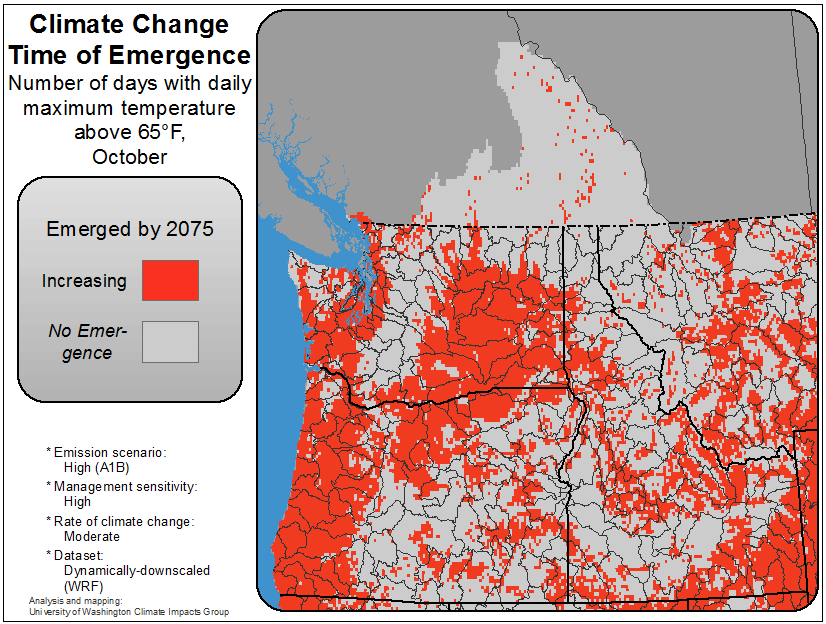 Climate Change
Time of Emergence
Number of days with daily
maximum temperature
above 65°F,
October
Emerged by 2075
Increasing
No Emer-
gence
* Emission scenario:
High (A1B)
* Management sensitivity:
High
* Rate of climate change:
Moderate
* Dataset:
Dynamically-downscaled
(WRF)
Analysis and mapping:
University of Washington Climate Impacts Group